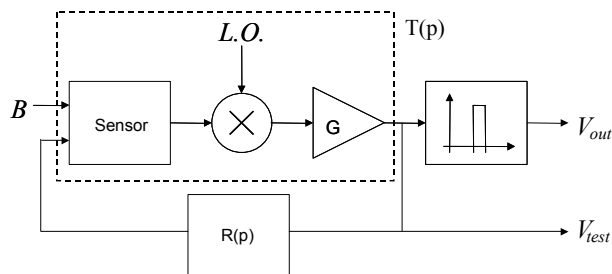 L.O.
T(p)
B
Sensor
G
V_out
R(p)
V_test